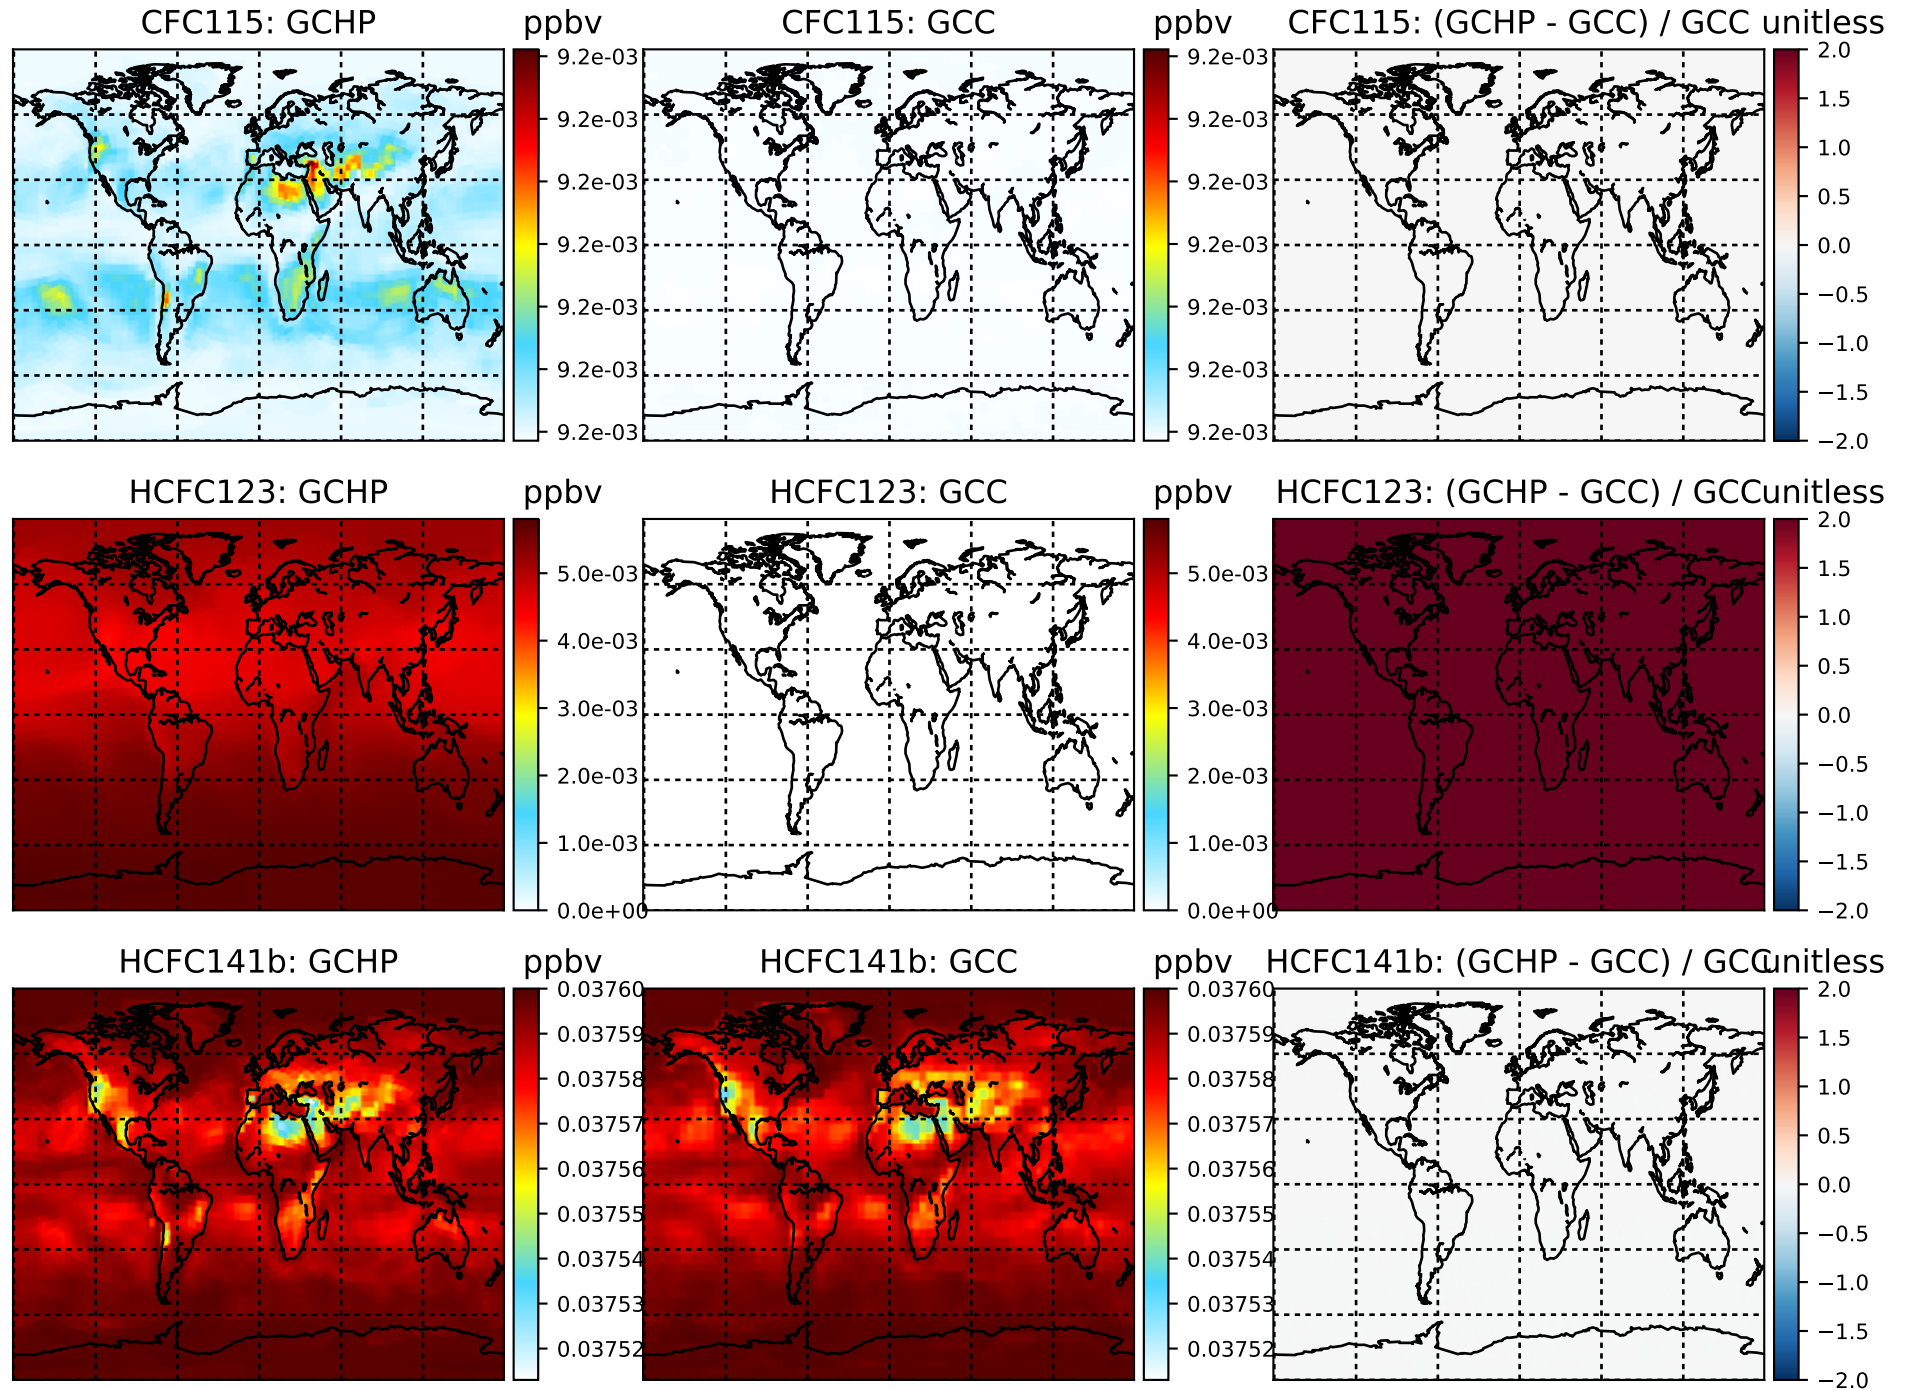 CFC115: GCHP
ppbv
CFC115: GCC
ppbv
CFC115: (GCHP - GCC) / GCC unitless
9.2e-03
9.2e-03
9.2e-03
9.2e-03
9.2e-03
9.2e-03
9.2e-03
9.2e-03
9.2e-03
9.2e-03
9.2e-03
9.2e-03
9.2e-03
9.2e-03
2.0
1.5
1.0
0.5
0.0
−0.5
−1.0
−1.5
−2.0
HCFC123: GCHP
ppbv
HCFC123: GCC
ppbv
HCFC123: (GCHP - GCC) / GCC unitless
5.0e-03
4.0e-03
3.0e-03
2.0e-03
1.0e-03
0.0e+00
5.0e-03
4.0e-03
3.0e-03
2.0e-03
1.0e-03
0.0e+00
2.0
1.5
1.0
0.5
0.0
−0.5
−1.0
−1.5
−2.0
HCFC141b: GCHP
ppbv
HCFC141b: GCC
ppbv
HCFC141b: (GCHP - GCC) / GCC unitless
0.03760
0.03759
0.03758
0.03757
0.03756
0.03755
0.03754
0.03753
0.03752
0.03760
0.03759
0.03758
0.03757
0.03756
0.03755
0.03754
0.03753
0.03752
2.0
1.5
1.0
0.5
0.0
−0.5
−1.0
−1.5
−2.0